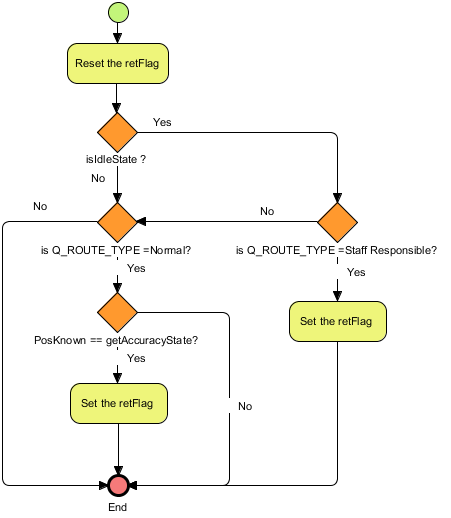 Reset the retFlag
Yes
isIdleState ?
No
No
No
is Q_ROUTE_TYPE =Normal?
is Q_ROUTE_TYPE =Staff Responsible?
Yes
Yes
Set the retFlag
PosKnown == getAccuracyState?
Yes
Set the retFlag
No
End